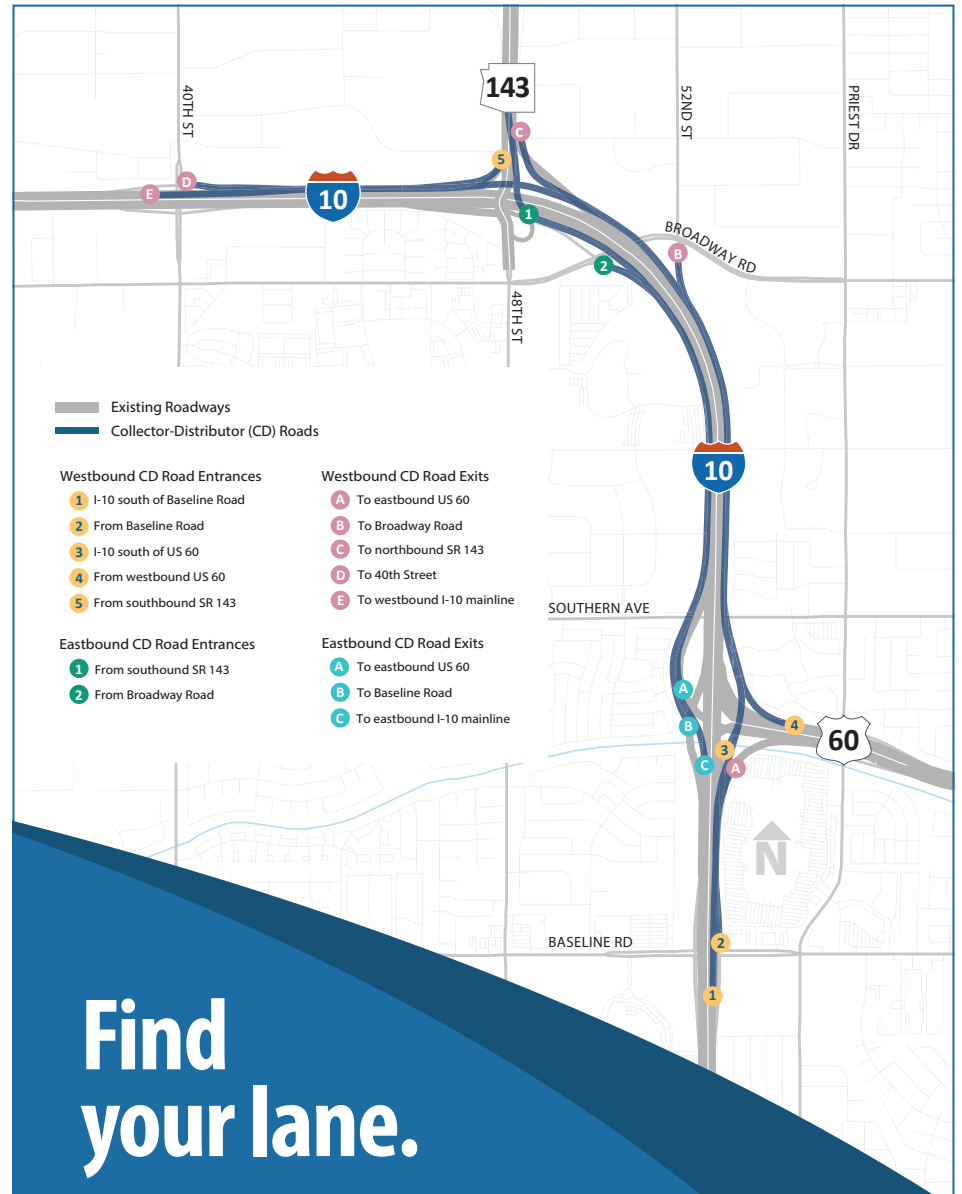 143
40TH ST
52ND ST
PRIEST DR
C
5
D
E
10
1
BROADWAY RD
B
2
48TH ST
Existing Roadways
Collector-Distributor (CD) Roads
10
Westbound CD Road Entrances
1 I-10 south of Baseline Road
2 From Baseline Road
3 I-10 south of US 60
4 From westbound US 60
5 From southbound SR 143
Westbound CD Road Exits
A To eastbound US 60
B To Broadway Road
C To northbound SR 143
D To 40th Street
E To westbound I-10 mainline
Eastbound CD Road Entrances
1 From southound SR 143
2 From Broadway Road
Eastbound CD Road Exits
A To eastbound US 60
B To Baseline Road
C To eastbound I-10 mainline
SOUTHERN AVE
A
B
4
60
3
C
A
N
BASELINE RD
2
1
Find
your lane.